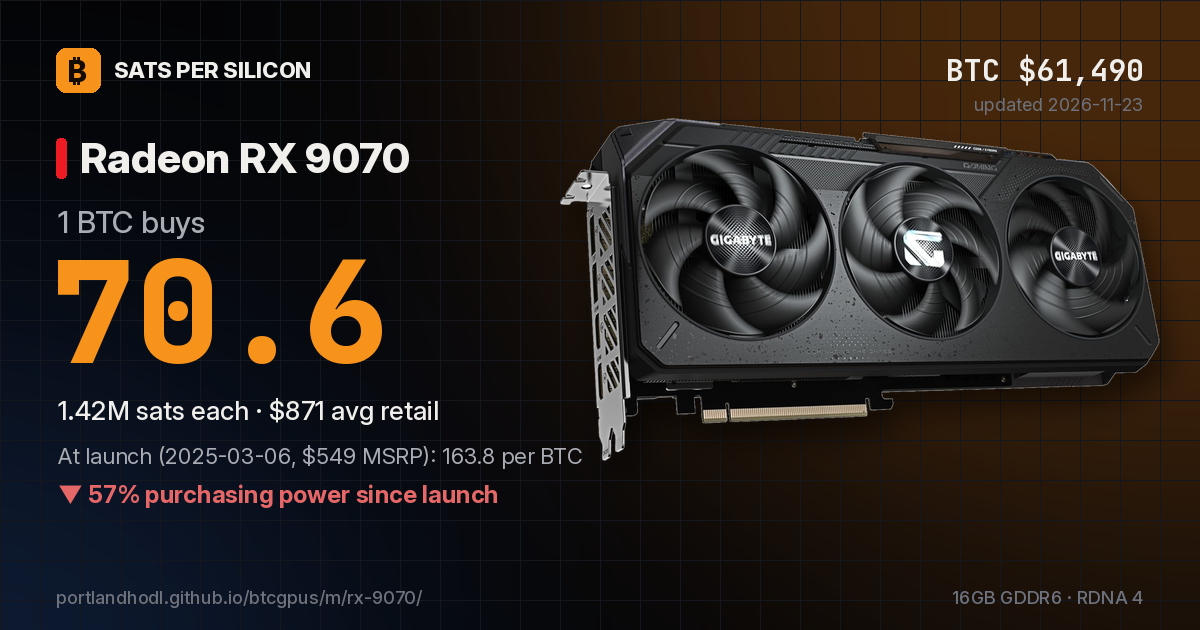 SATS PER SILICON
BTC $61,490
updated 2026-11-23
Radeon RX 9070
1 BTC buys
70.6
1.42M sats each · $871 avg retail
At launch (2025-03-06, $549 MSRP): 163.8 per BTC
▼ 57% purchasing power since launch
GIGABYTE
GIGABYTE
GAMING
portlandhodl.github.io/btcgpus/m/rx-9070/
16GB GDDR6 · RDNA 4